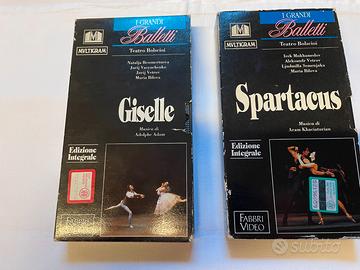 I GRANDI
Balletti
MULTIGRAM
Teatro Bolscioi
Natalja Bessmertnova
Jurij Vasyuchenko
Jurij Vetrov
Maria Bilova
Giselle
Musica di
Adolphe Adam
Edizione
Integrale
FABBRI
I GRANDI
Balletti
MULTIGRAM
Teatro Bolscioi
Irek Mukhamedov
Aleksandr Vetrov
Ljudmilla Semenjaka
Maria Bilova
Spartacus
Musica di
Aram Khaciaturian
Edizione
Integrale
FABBRI
VIDEO
subito